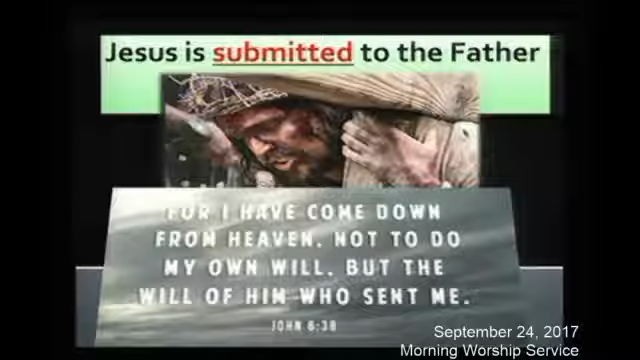 Jesus is submitted to the Father
FOR I HAVE COME DOWN
FROM HEAVEN, NOT TO DO
MY OWN WILL, BUT THE
WILL OF HIM WHO SENT ME.
JOHN 6:38
September 24, 2017
Morning Worship Service